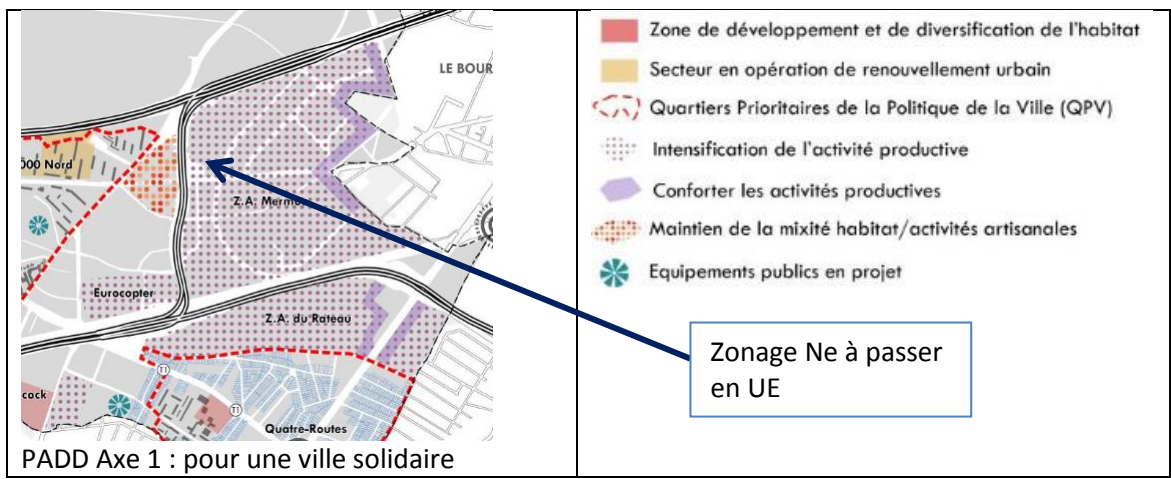 LE BOUR
000 Nord
Z.A. Merm
Eurocopter
Z.A. du Rateau
T1
cock
T1
Quatre-Routes
PADD Axe 1 : pour une ville solidaire
Zone de développement et de diversification de l'habitat
Secteur en opération de renouvellement urbain
Quartiers Prioritaires de la Politique de la Ville (QPV)
Intensification de l'activité productive
Conforter les activités productives
Maintien de la mixité habitat/activités artisanales
Equipements publics en projet
Zonage Ne à passer
en UE